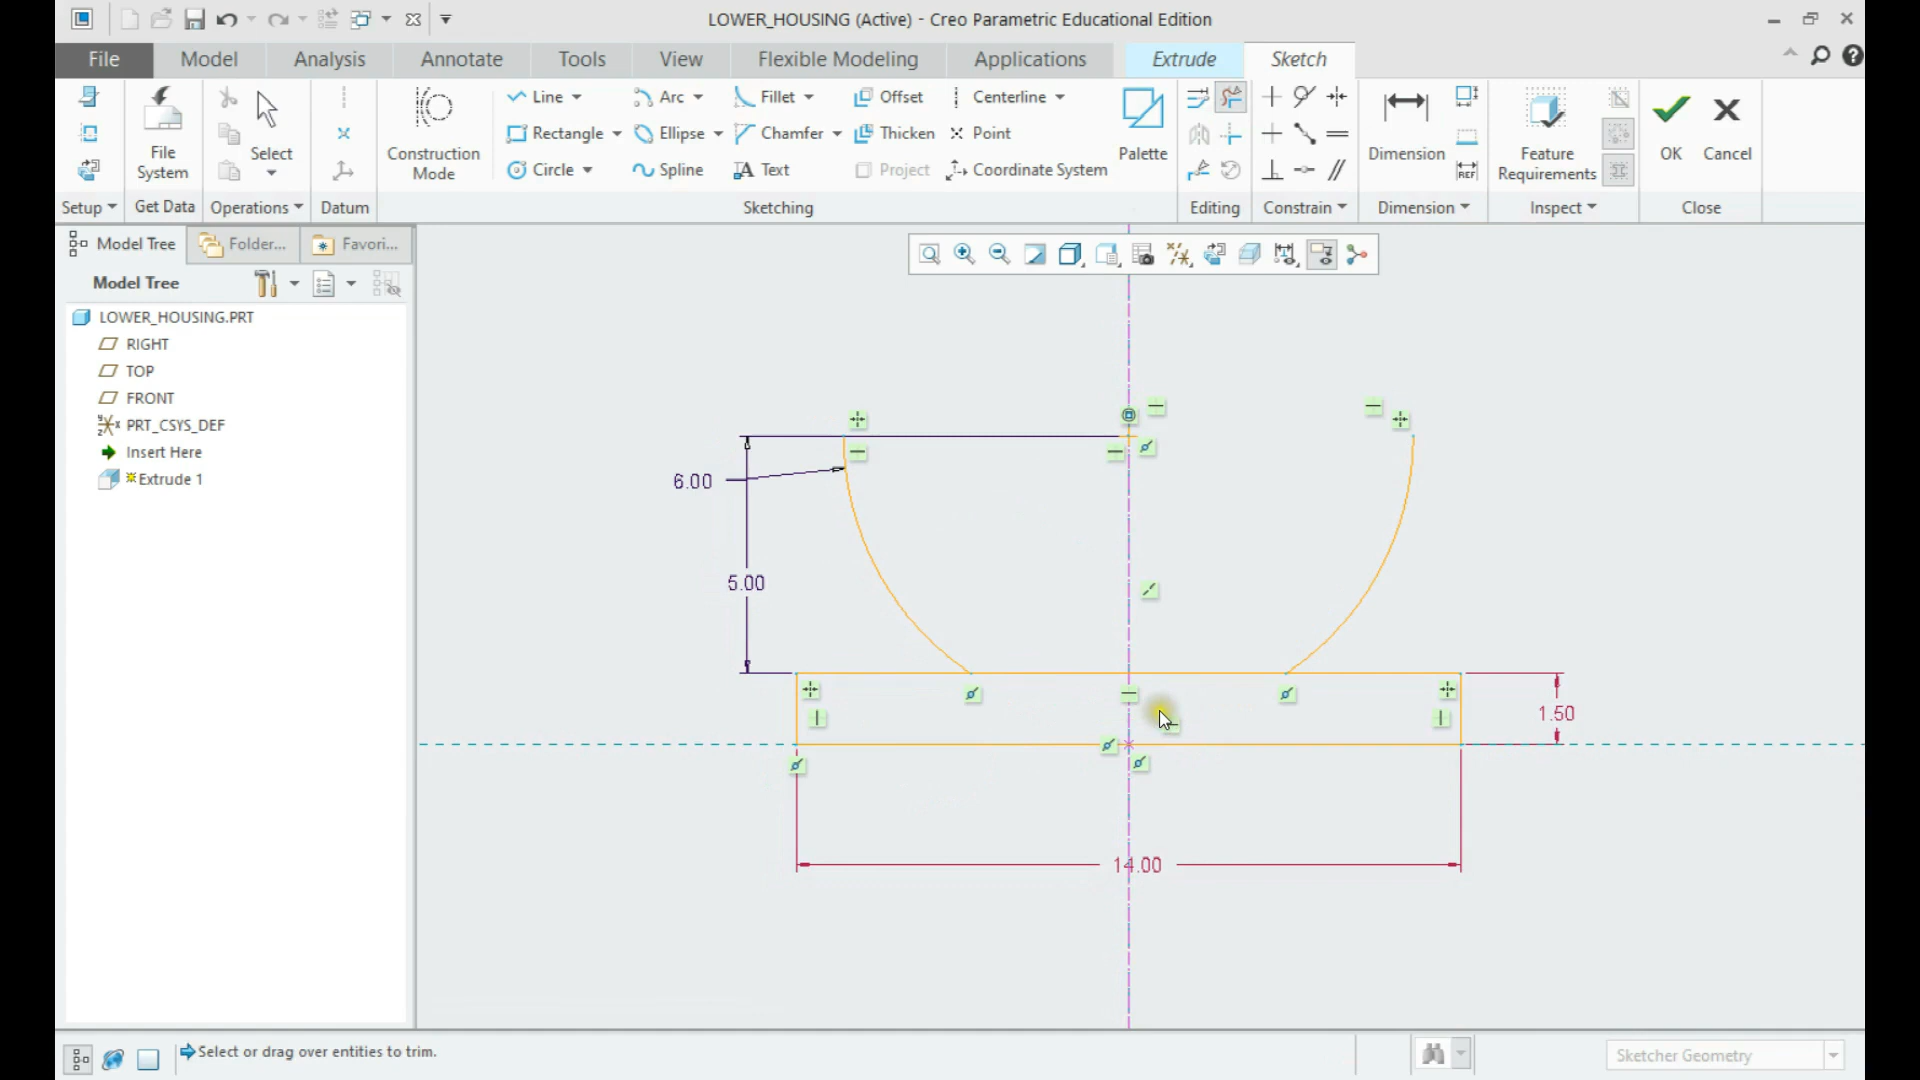 LOWER_HOUSING (Active) - Creo Parametric Educational Edition
File Model Analysis Annotate Tools View Flexible Modeling Applications Extrude Sketch
Line Arc Fillet Offset Centerline
Rectangle Ellipse Chamfer Thicken Point
Circle Spline Text Project Coordinate System
File System
Select
Construction Mode
Palette
Dimension
REF
Feature Requirements
OK Cancel
Setup Get Data Operations Datum Sketching Editing Constrain Dimension Inspect Close
Model Tree Folder... Favori...
Model Tree
LOWER_HOUSING.PRT
RIGHT
TOP
FRONT
PRT_CSYS_DEF
Insert Here
Extrude 1
6.00
5.00
1.50
14.00
Select or drag over entities to trim.
Sketcher Geometry